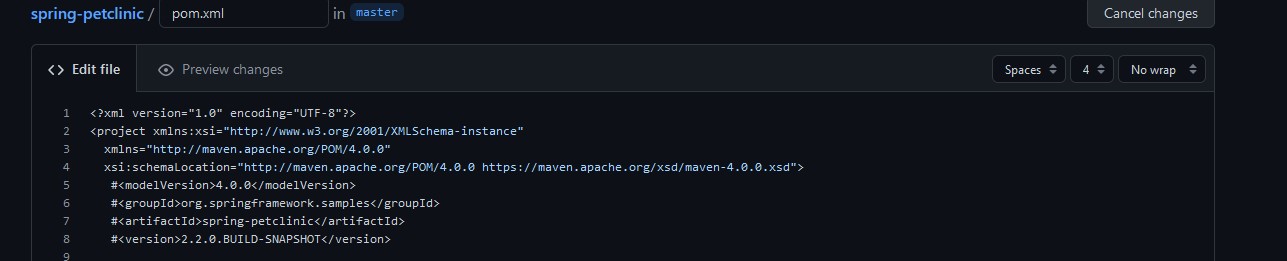 spring-petclinic / pom.xml in master Cancel changes
<> Edit file Preview changes Spaces 4 No wrap
1 <?xml version="1.0" encoding="UTF-8"?>
2 <project xmlns:xsi="http://www.w3.org/2001/XMLSchema-instance"
3 xmlns="http://maven.apache.org/POM/4.0.0"
4 xsi:schemaLocation="http://maven.apache.org/POM/4.0.0 https://maven.apache.org/xsd/maven-4.0.0.xsd">
5 #<modelVersion>4.0.0</modelVersion>
6 #<groupId>org.springframework.samples</groupId>
7 #<artifactId>spring-petclinic</artifactId>
8 #<version>2.2.0.BUILD-SNAPSHOT</version>
9